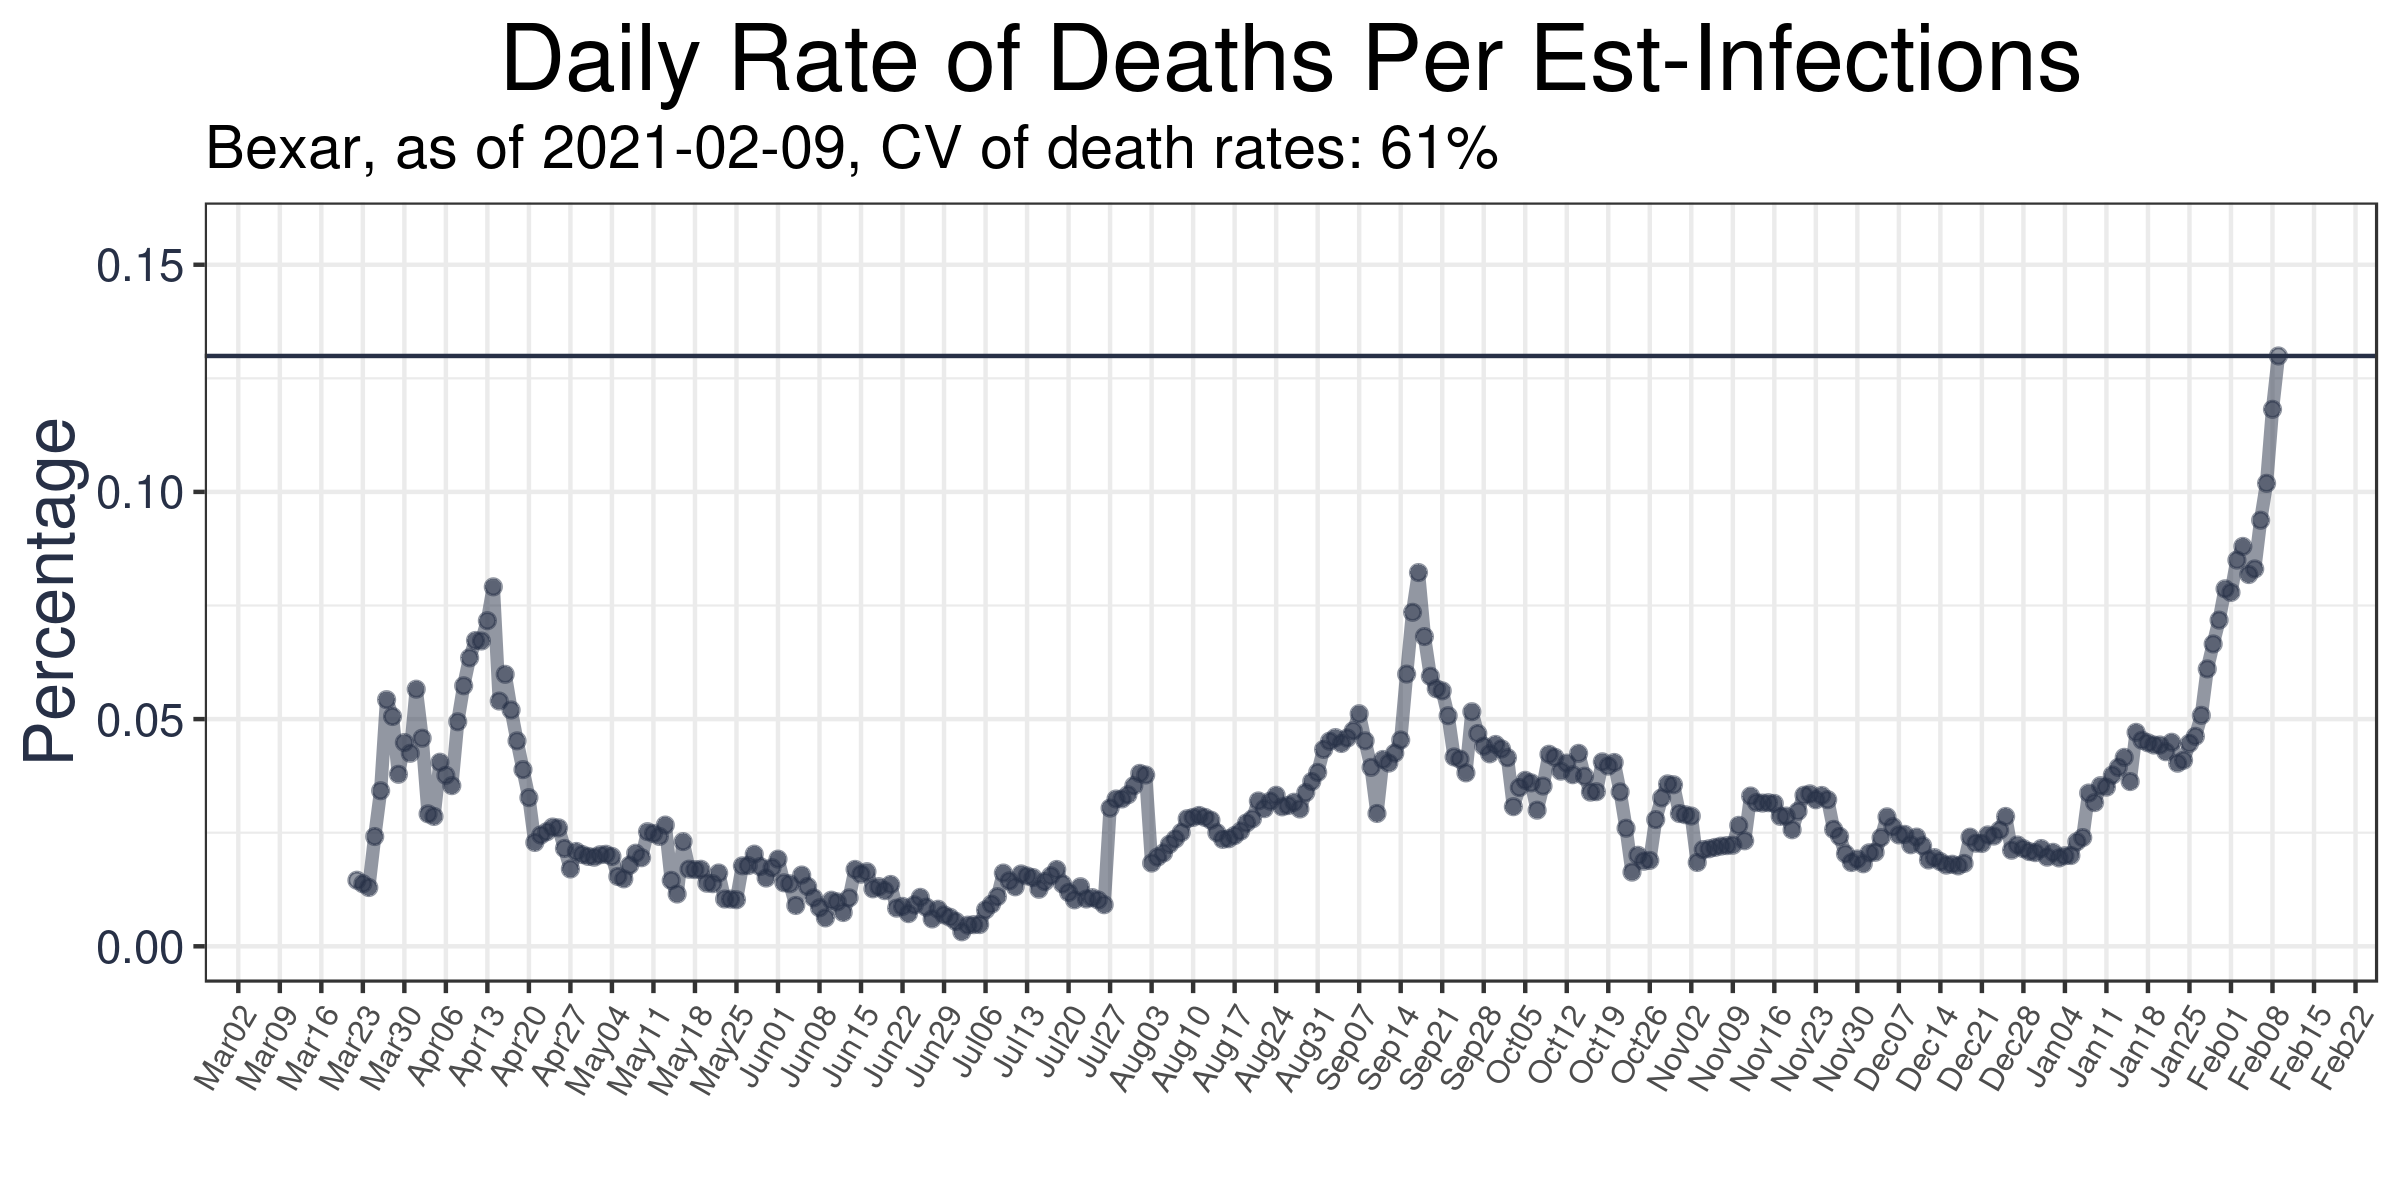 Daily Rate of Deaths Per Est-Infections
Bexar, as of 2021-02-09, CV of death rates: 61%
Percentage
0.15
0.10
0.05
0.00
Mar02
Mar09
Mar16
Mar23
Mar30
Apr06
Apr13
Apr20
Apr27
May04
May11
May18
May25
Jun01
Jun08
Jun15
Jun22
Jun29
Jul06
Jul13
Jul20
Jul27
Aug03
Aug10
Aug17
Aug24
Aug31
Sep07
Sep14
Sep21
Sep28
Oct05
Oct12
Oct19
Oct26
Nov02
Nov09
Nov16
Nov23
Nov30
Dec07
Dec14
Dec21
Dec28
Jan04
Jan11
Jan18
Jan25
Feb01
Feb08
Feb15
Feb22